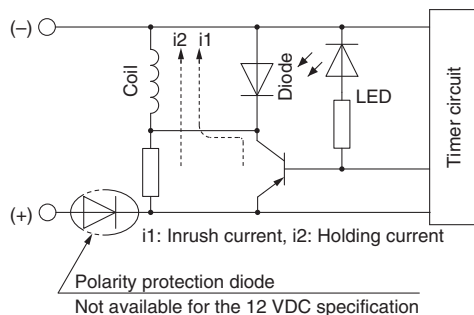 (–)
i2 i1
Coil
Diode
LED
Timer circuit
(+)
i1: Inrush current, i2: Holding current
Polarity protection diode
Not available for the 12 VDC specification